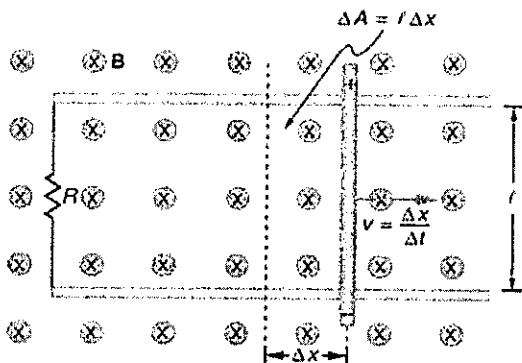 ΔA = ℓ Δx
B
R
v = Δx
Δt
ℓ
Δx